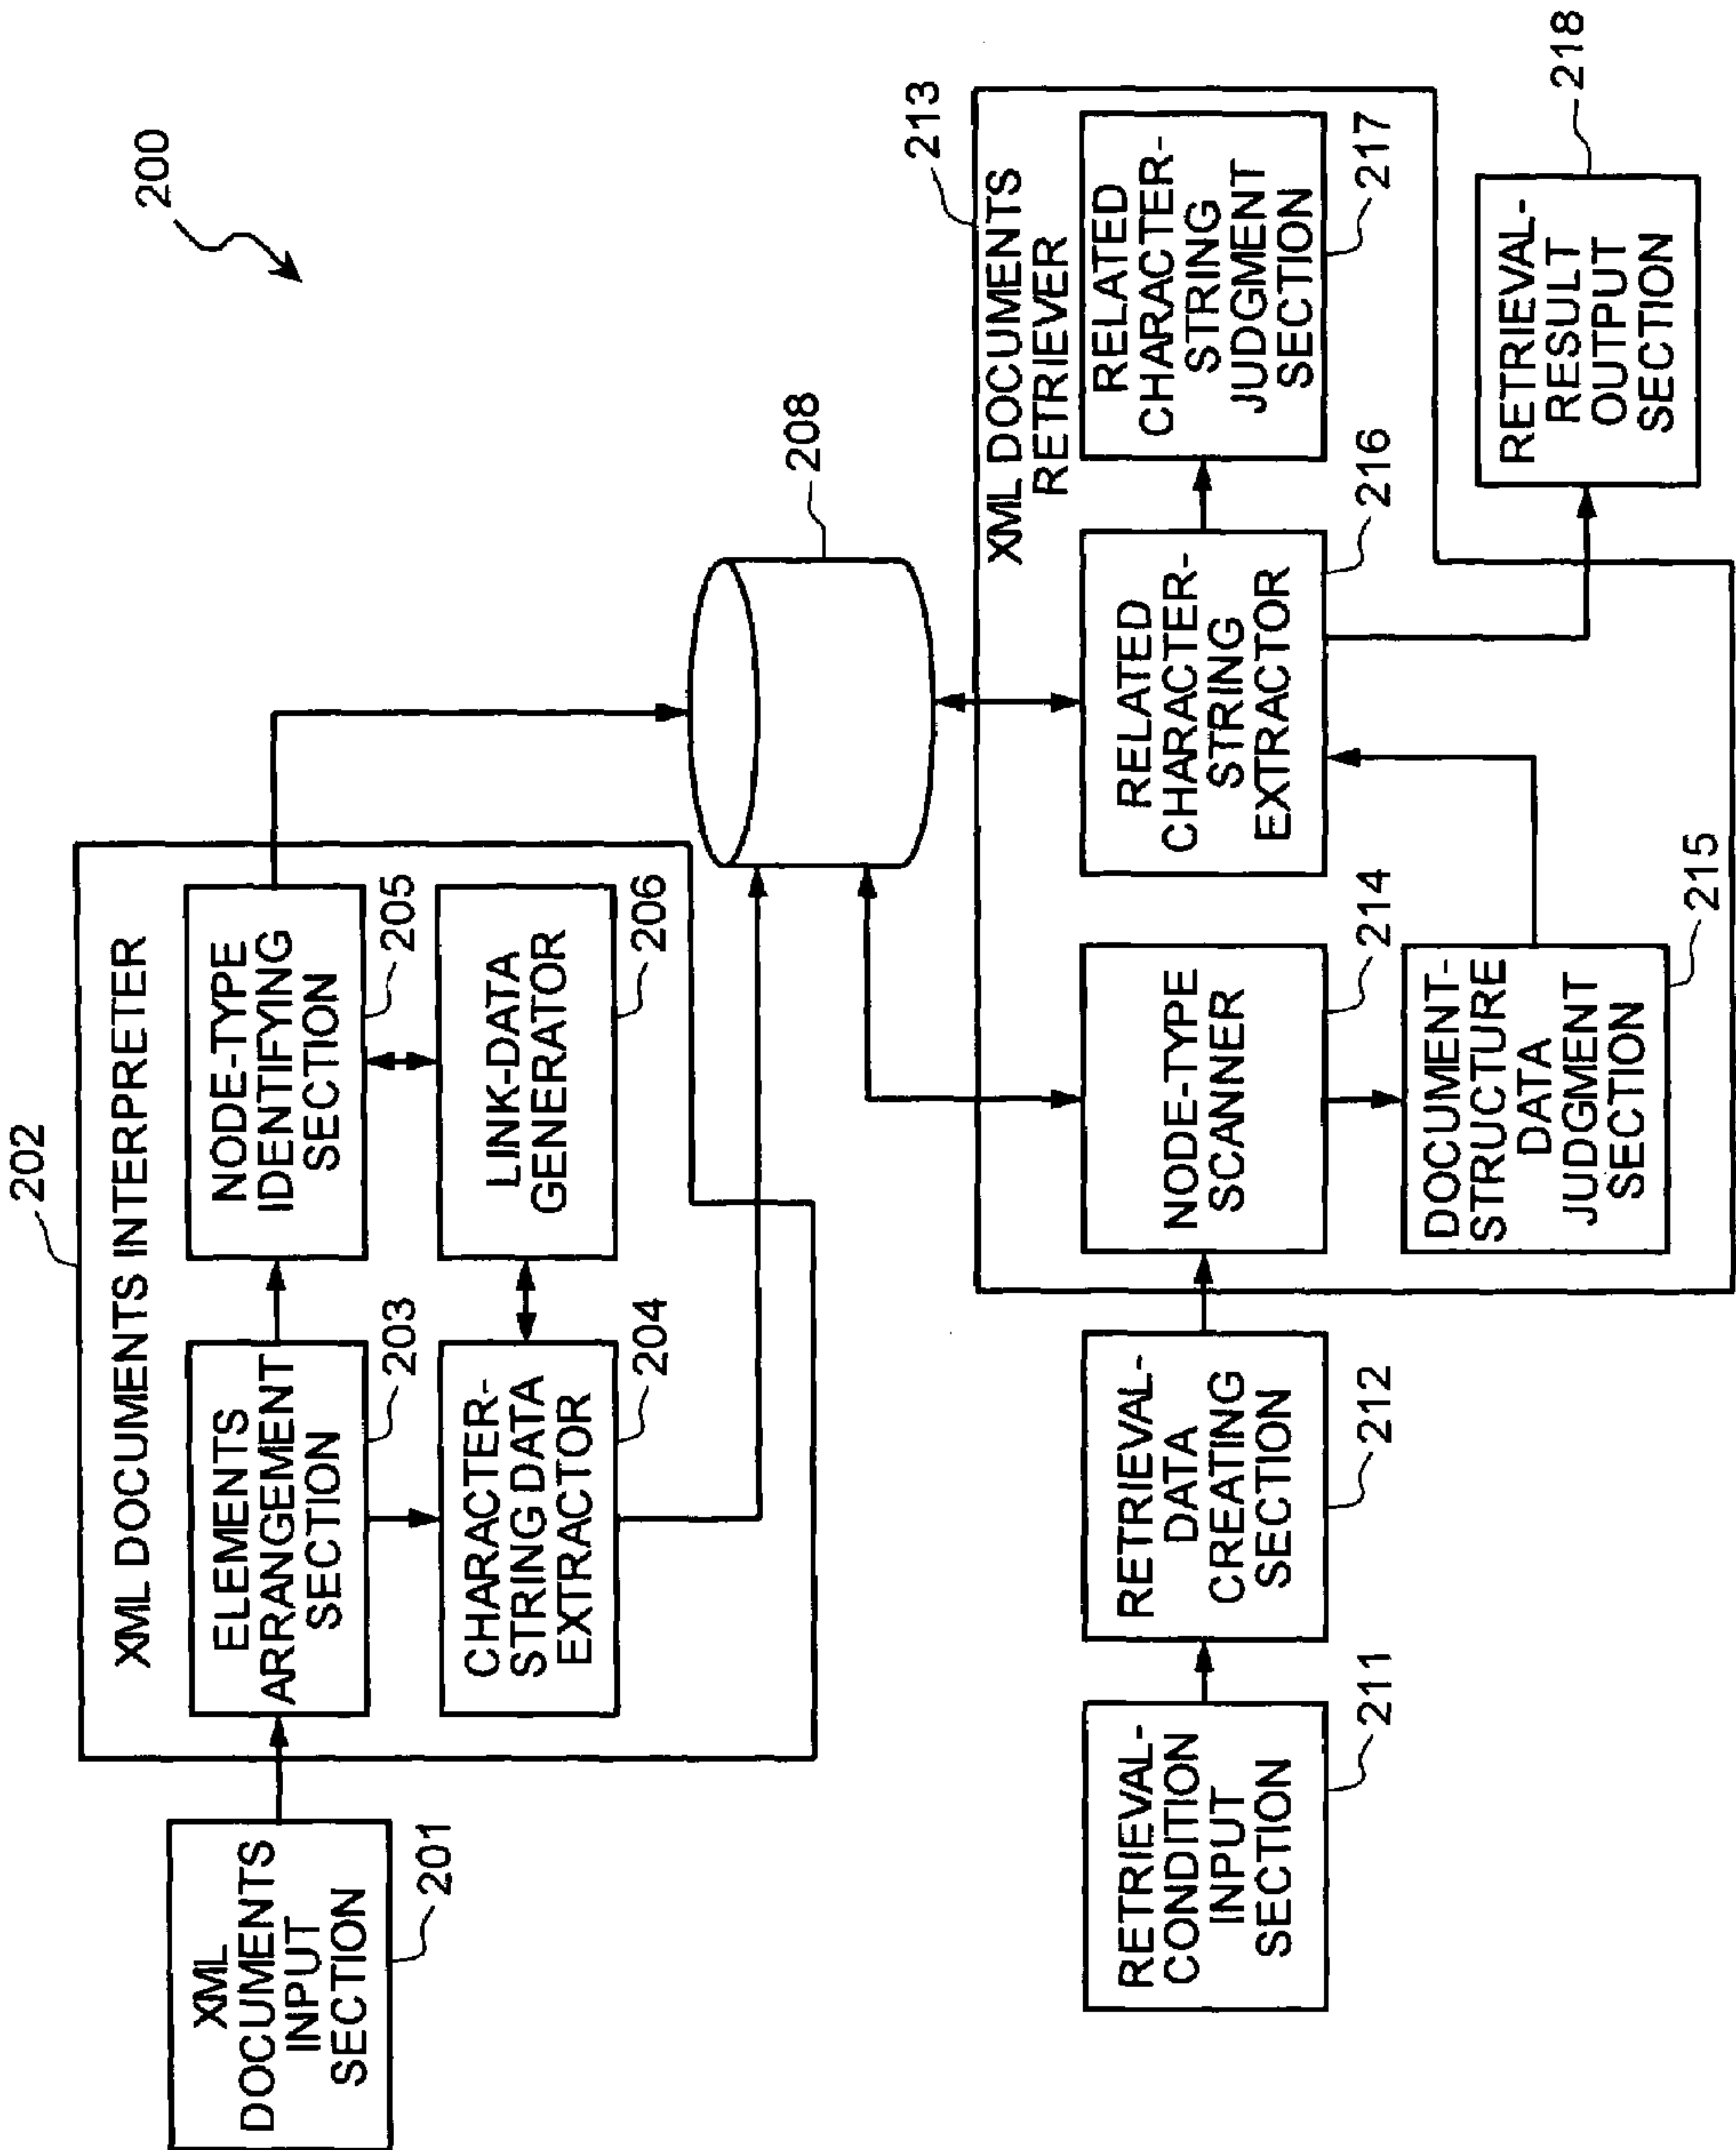 200
202
XML DOCUMENTS INTERPRETER
XML
DOCUMENTS
INPUT
SECTION
201
ELEMENTS
ARRANGEMENT
SECTION
203
NODE-TYPE
IDENTIFYING
SECTION
205
CHARACTER-
STRING DATA
EXTRACTOR
204
LINK-DATA
GENERATOR
206
208
213
XML DOCUMENTS
RETRIEVER
RETRIEVAL-
CONDITION
INPUT
SECTION
211
RETRIEVAL-
DATA
CREATING
SECTION
212
NODE-TYPE
SCANNER
214
RELATED
CHARACTER-
STRING
EXTRACTOR
216
RELATED
CHARACTER-
STRING
JUDGMENT
SECTION
217
DOCUMENT-
STRUCTURE
DATA
JUDGMENT
SECTION
215
RETRIEVAL-
RESULT
OUTPUT
SECTION
218